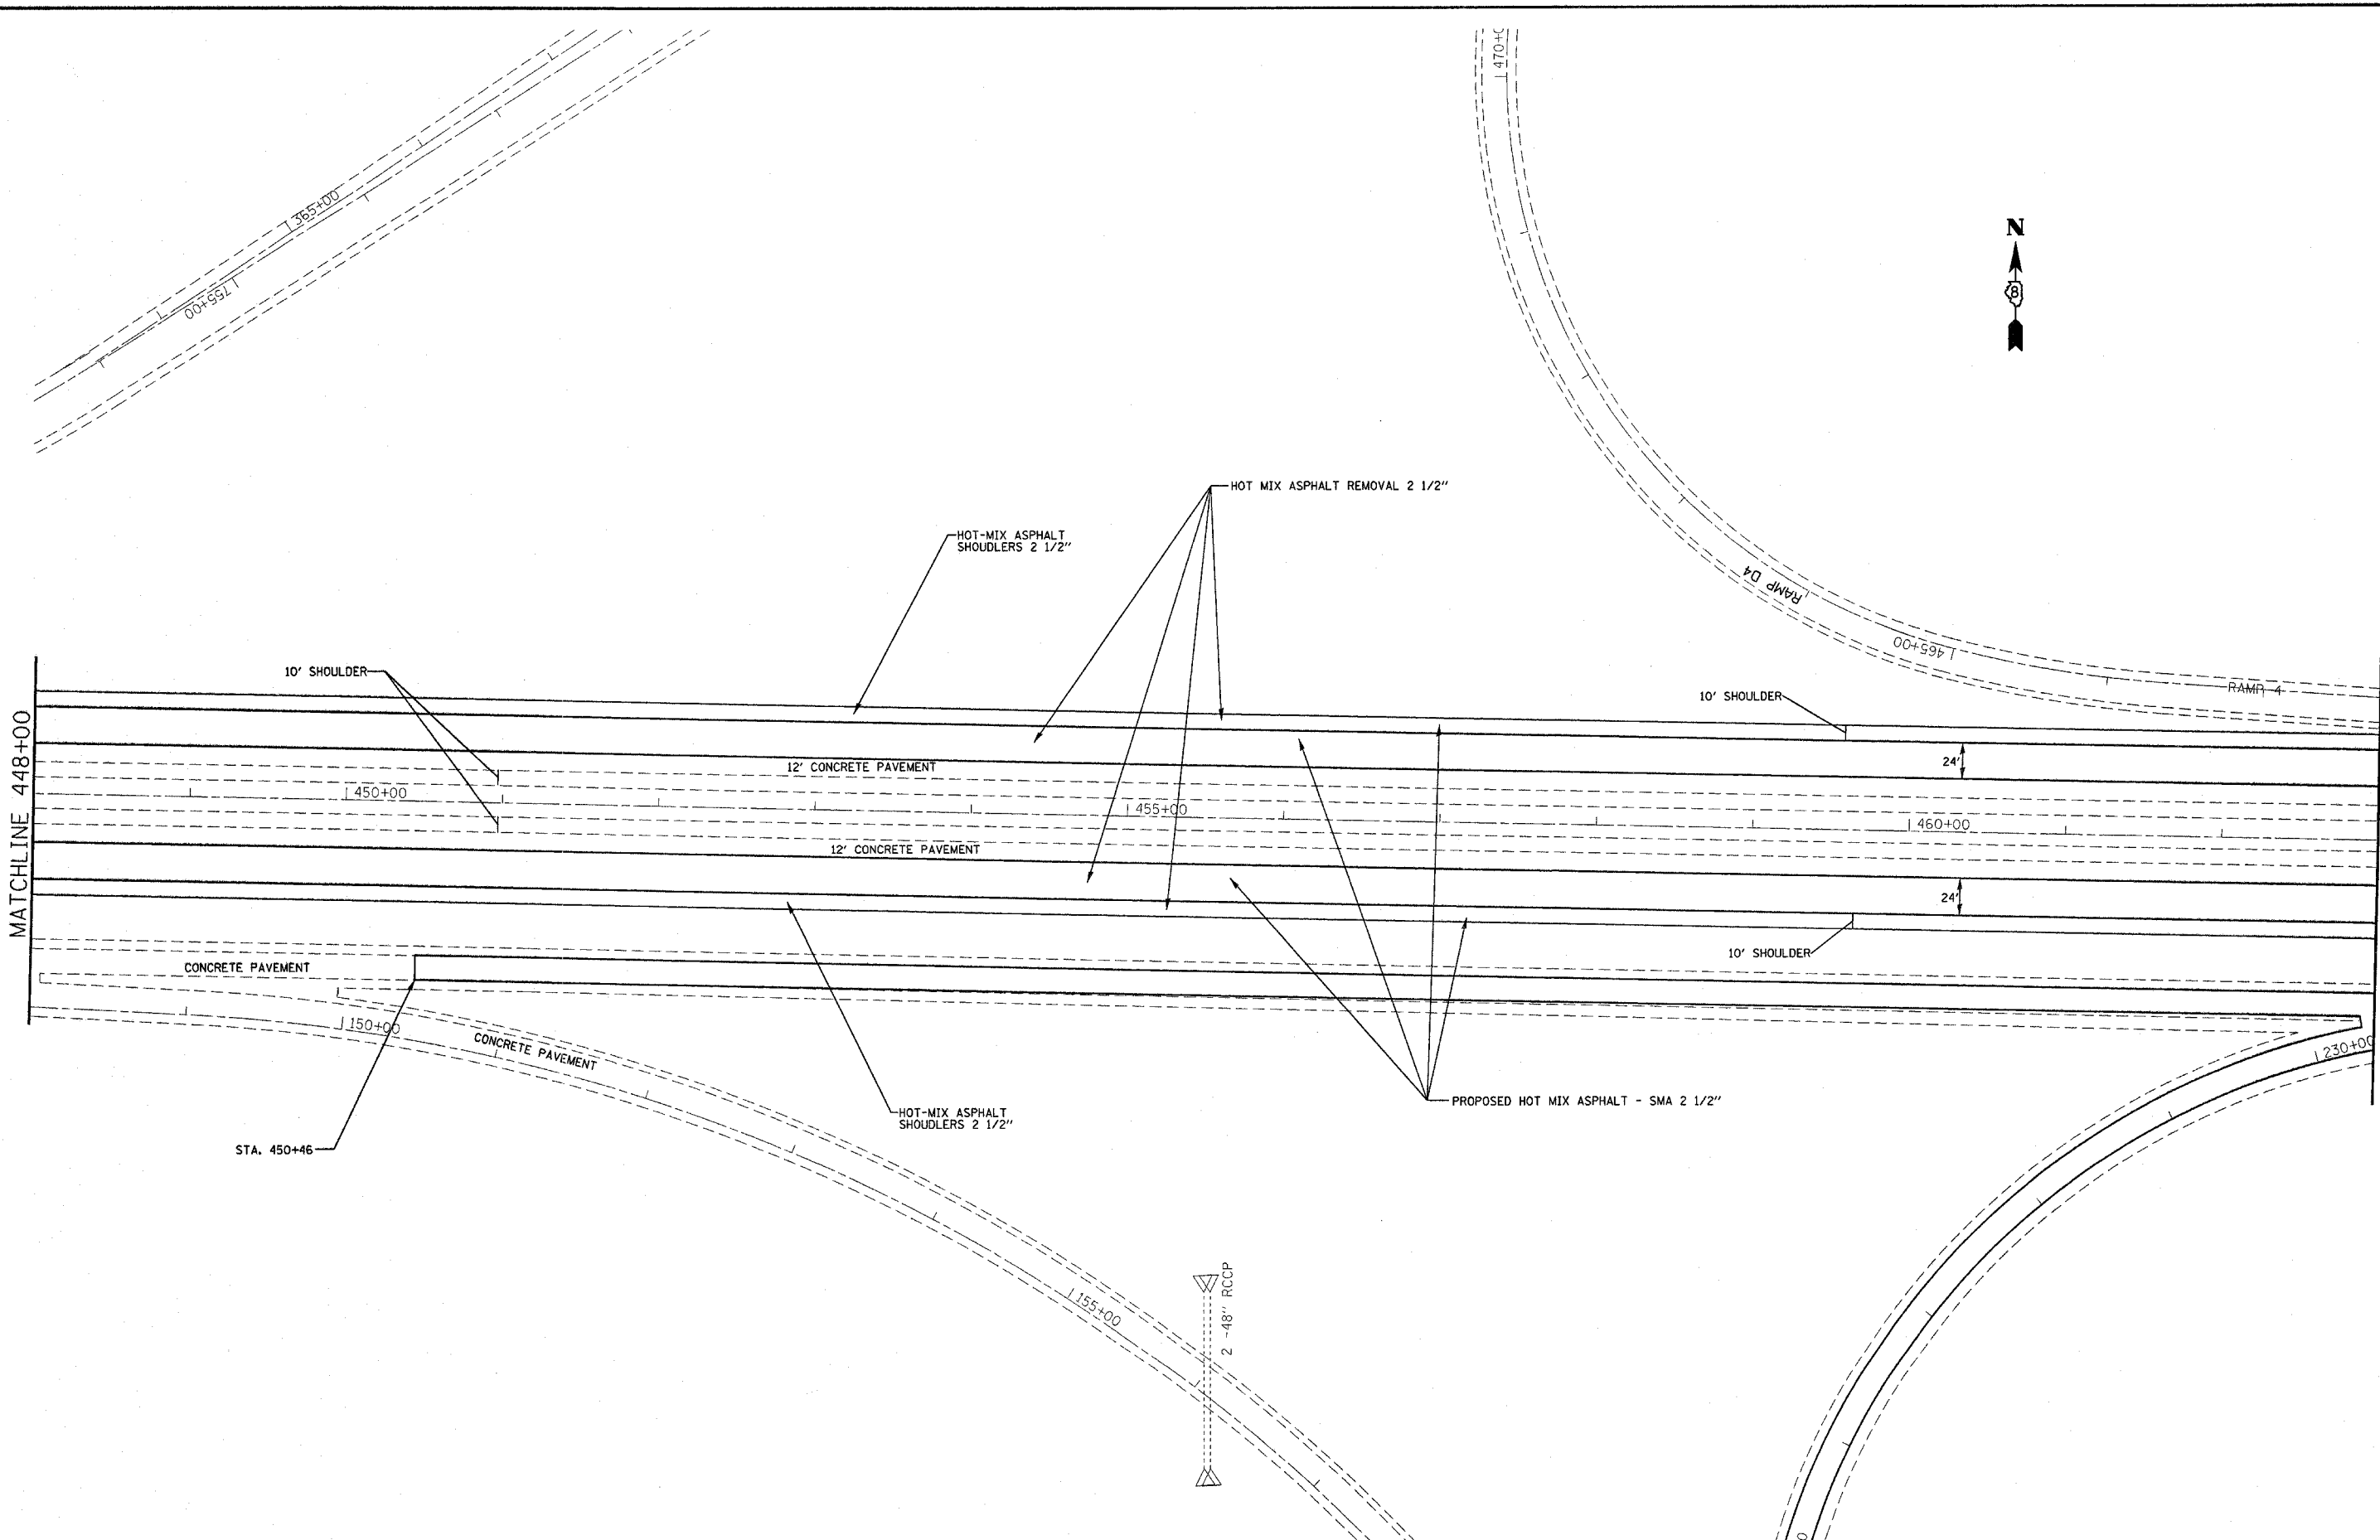 470+0
365+00
755+00
N
8
HOT MIX ASPHALT REMOVAL 2 1/2"
HOT-MIX ASPHALT
SHOUDLERS 2 1/2"
RAMP D4
465+00
RAMP 4
10' SHOULDER
10' SHOULDER
MATCHLINE 448+00
12' CONCRETE PAVEMENT
24'
450+00
455+00
460+00
12' CONCRETE PAVEMENT
24'
10' SHOULDER
CONCRETE PAVEMENT
150+00
CONCRETE PAVEMENT
230+00
PROPOSED HOT MIX ASPHALT - SMA 2 1/2"
HOT-MIX ASPHALT
SHOUDLERS 2 1/2"
STA. 450+46
155+00
2 -48" RCCP